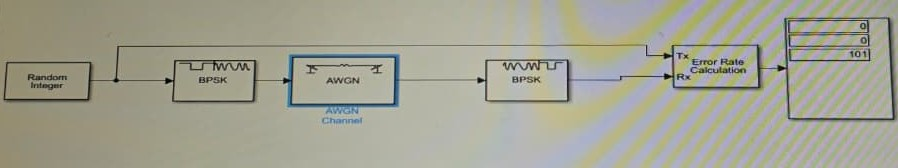 Random
Integer
BPSK
AWGN
AWGN
Channel
BPSK
Tx
Rx
Error Rate
Calculation
0
0
101